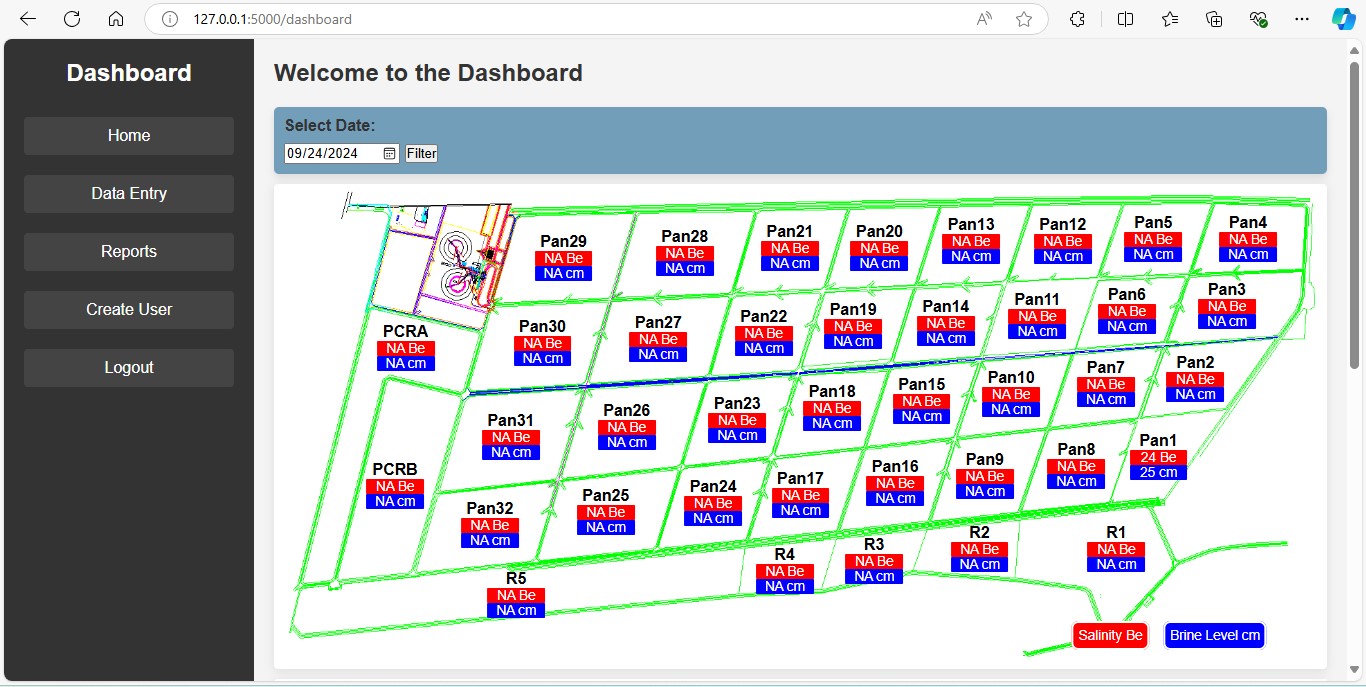 127.0.0.1:5000/dashboard
Dashboard
Home
Data Entry
Reports
Create User
Logout
Welcome to the Dashboard
Select Date:
09/24/2024 Filter
Pan29
NA Be
NA cm
Pan28
NA Be
NA cm
Pan21
NA Be
NA cm
Pan20
NA Be
NA cm
Pan13
NA Be
NA cm
Pan12
NA Be
NA cm
Pan5
NA Be
NA cm
Pan4
NA Be
NA cm
PCRA
NA Be
NA cm
Pan30
NA Be
NA cm
Pan27
NA Be
NA cm
Pan22
NA Be
NA cm
Pan19
NA Be
NA cm
Pan14
NA Be
NA cm
Pan11
NA Be
NA cm
Pan6
NA Be
NA cm
Pan3
NA Be
NA cm
Pan31
NA Be
NA cm
Pan26
NA Be
NA cm
Pan23
NA Be
NA cm
Pan18
NA Be
NA cm
Pan15
NA Be
NA cm
Pan10
NA Be
NA cm
Pan7
NA Be
NA cm
Pan2
NA Be
NA cm
PCRB
NA Be
NA cm
Pan32
NA Be
NA cm
Pan25
NA Be
NA cm
Pan24
NA Be
NA cm
Pan17
NA Be
NA cm
Pan16
NA Be
NA cm
Pan9
NA Be
NA cm
Pan8
NA Be
NA cm
Pan1
24 Be
25 cm
R5
NA Be
NA cm
R4
NA Be
NA cm
R3
NA Be
NA cm
R2
NA Be
NA cm
R1
NA Be
NA cm
Salinity Be
Brine Level cm